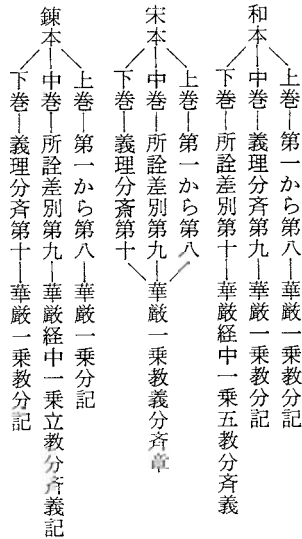 和本
上巻―第一から第八―華厳一乗教分記
中巻―義理分斉第九―華厳一乗教分記
下巻―所詮差別第十―華厳経中一乗五教分斉義
宋本
上巻―第一から第八
中巻―所詮差別第九―華厳一乗教義分斉章
下巻―義理分斎第十
錬本
上巻―第一から第八―華厳一乗分記
中巻―所詮差別第九―華厳経中一乗立教分斉義記
下巻―義理分斉第十―華厳一乗教分記